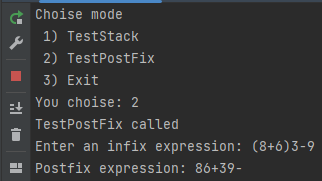 Choise mode
1) TestStack
2) TestPostFix
3) Exit
You choise: 2
TestPostFix called
Enter an infix expression: (8+6)3-9
Postfix expression: 86+39-